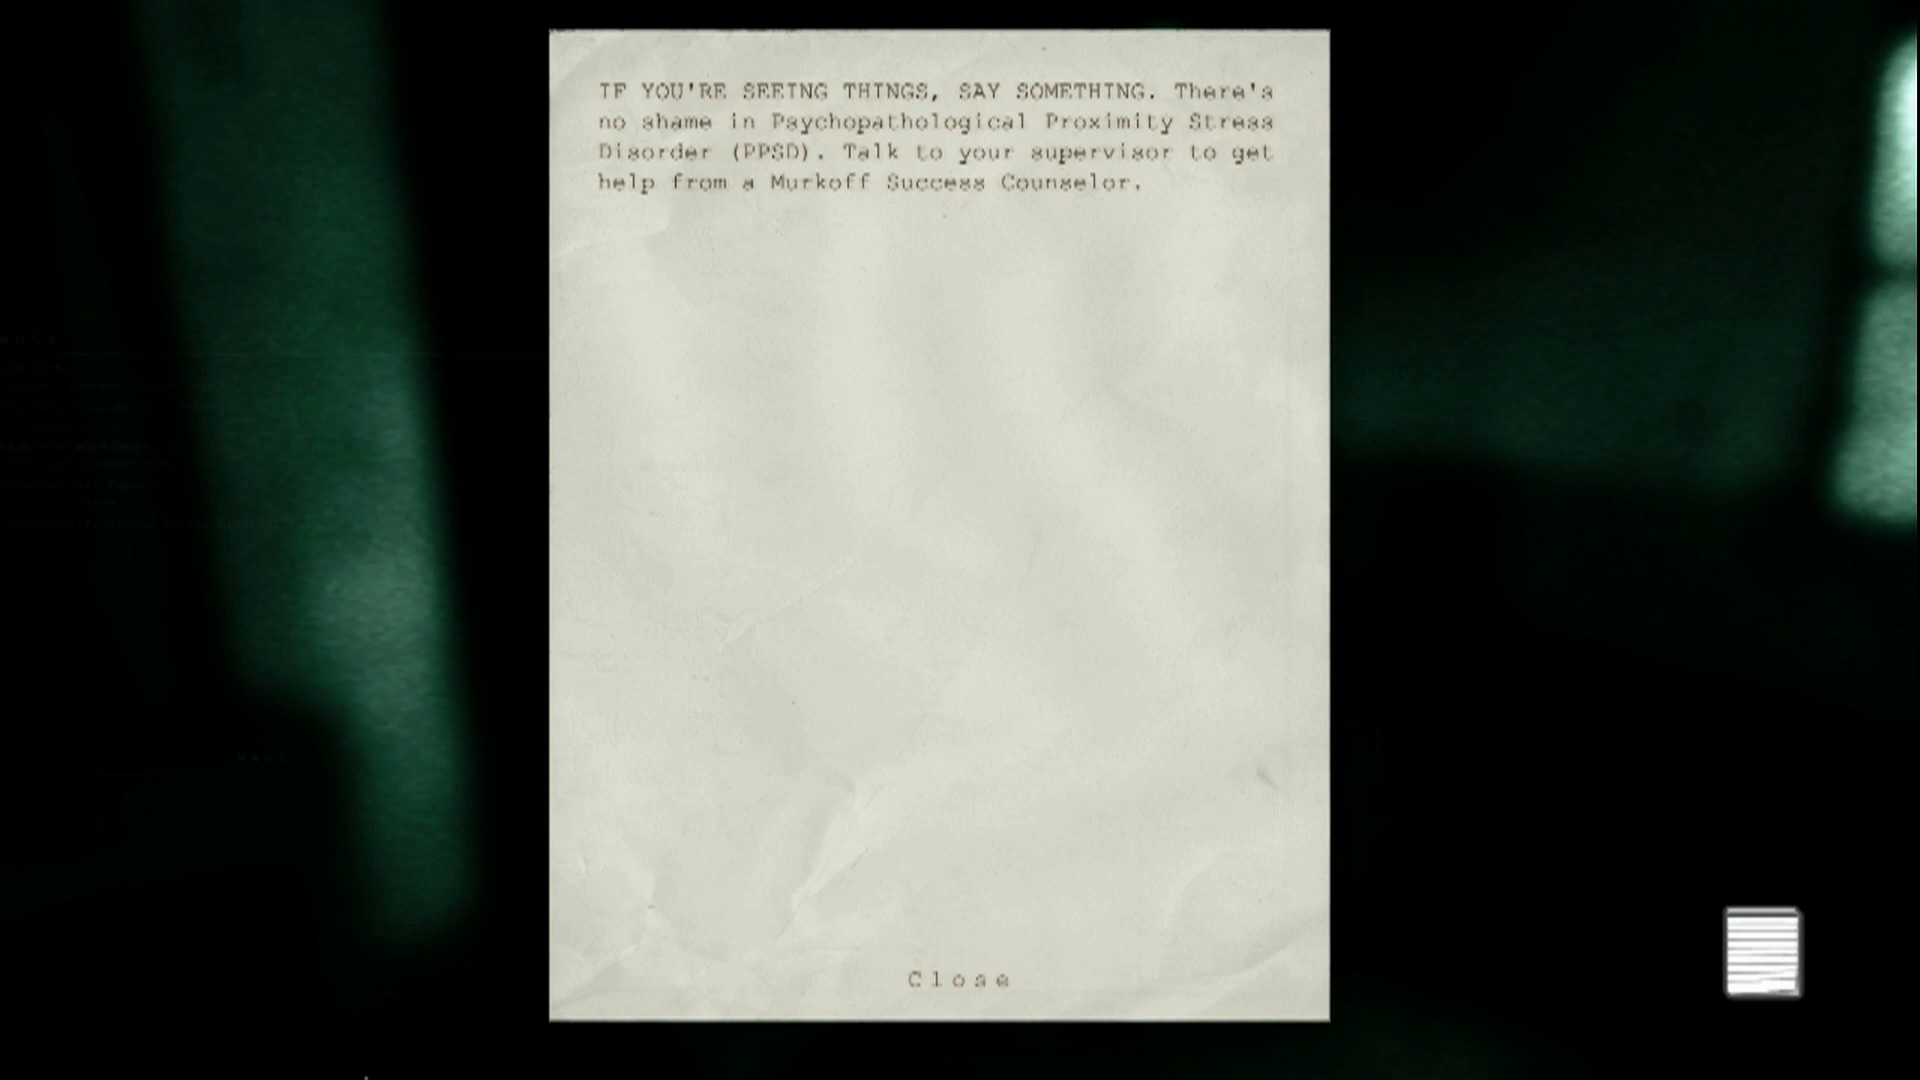 IF YOU'RE SEEING THINGS, SAY SOMETHING. There's
no shame in Psychopathological Proximity Stress
Disorder (PPSD). Talk to your supervisor to get
help from a Murkoff Success Counselor.
Close